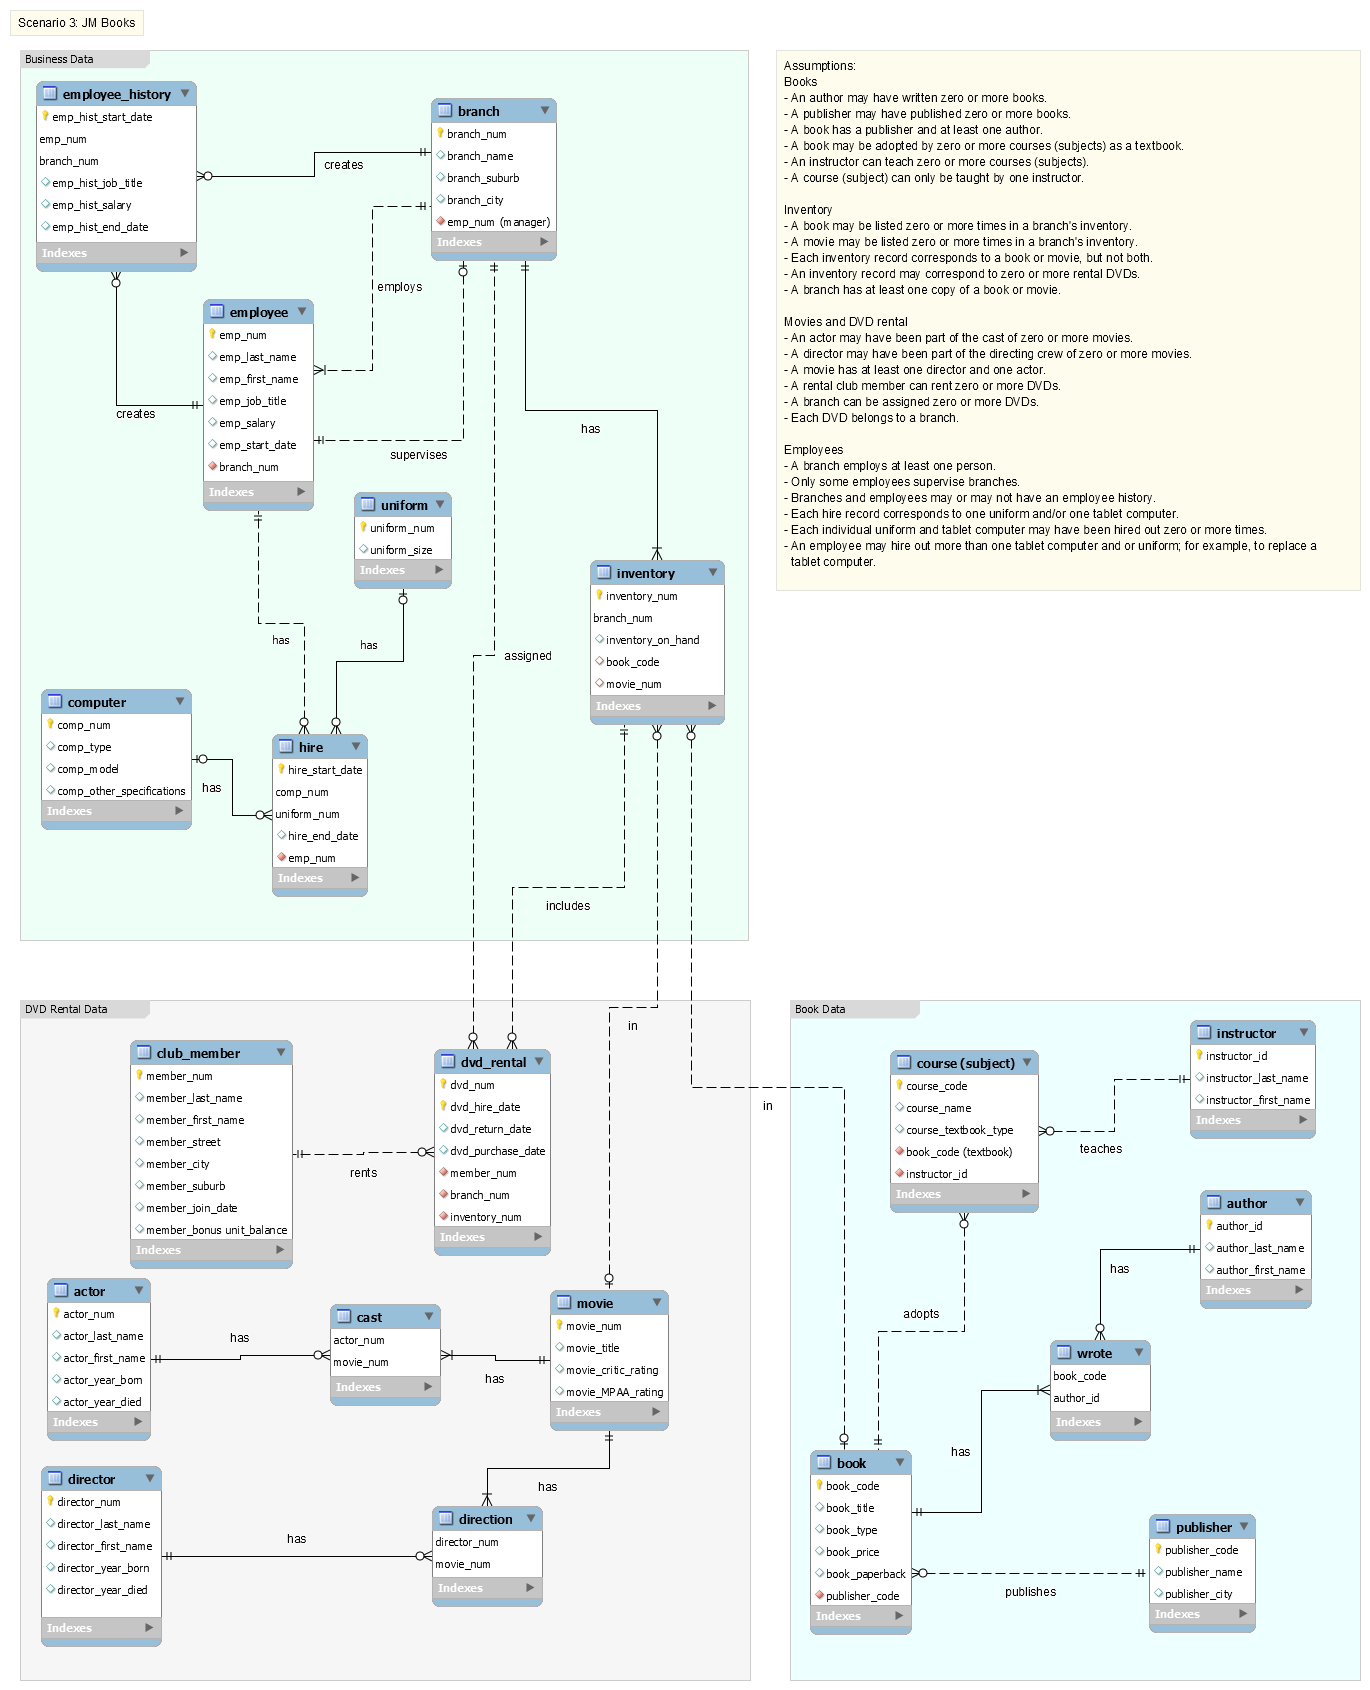 Scenario 3: JM Books
Business Data
employee_history
emp_hist_start_date
emp_num
branch_num
emp_hist_job_title
emp_hist_salary
emp_hist_end_date
Indexes
creates
branch
branch_num
branch_name
branch_suburb
branch_city
emp_num (manager)
Indexes
employs
creates
employee
emp_num
emp_last_name
emp_first_name
emp_job_title
emp_salary
emp_start_date
branch_num
Indexes
supervises
has
uniform
uniform_num
uniform_size
Indexes
has
has
assigned
inventory
inventory_num
branch_num
inventory_on_hand
book_code
movie_num
Indexes
computer
comp_num
comp_type
comp_model
comp_other_specifications
Indexes
has
hire
hire_start_date
comp_num
uniform_num
hire_end_date
emp_num
Indexes
includes
Assumptions:
Books
- An author may have written zero or more books.
- A publisher may have published zero or more books.
- A book has a publisher and at least one author.
- A book may be adopted by zero or more courses (subjects) as a textbook.
- An instructor can teach zero or more courses (subjects).
- A course (subject) can only be taught by one instructor.
Inventory
- A book may be listed zero or more times in a branch's inventory.
- A movie may be listed zero or more times in a branch's inventory.
- Each inventory record corresponds to a book or movie, but not both.
- An inventory record may correspond to zero or more rental DVDs.
- A branch has at least one copy of a book or movie.
Movies and DVD rental
- An actor may have been part of the cast of zero or more movies.
- A director may have been part of the directing crew of zero or more movies.
- A movie has at least one director and one actor.
- A rental club member can rent zero or more DVDs.
- A branch can be assigned zero or more DVDs.
- Each DVD belongs to a branch.
Employees
- A branch employs at least one person.
- Only some employees supervise branches.
- Branches and employees may or may not have an employee history.
- Each hire record corresponds to one uniform and/or one tablet computer.
- Each individual uniform and tablet computer may have been hired out zero or more times.
- An employee may hire out more than one tablet computer and or uniform; for example, to replace a
tablet computer.
DVD Rental Data
in
club_member
member_num
member_last_name
member_first_name
member_street
member_city
member_suburb
member_join_date
member_bonus unit_balance
Indexes
rents
dvd_rental
dvd_num
dvd_hire_date
dvd_return_date
dvd_purchase_date
member_num
branch_num
inventory_num
Indexes
actor
actor_num
actor_last_name
actor_first_name
actor_year_born
actor_year_died
Indexes
has
cast
actor_num
movie_num
Indexes
has
movie
movie_num
movie_title
movie_critic_rating
movie_MPAA_rating
Indexes
has
director
director_num
director_last_name
director_first_name
director_year_born
director_year_died
Indexes
has
direction
director_num
movie_num
Indexes
in
Book Data
course (subject)
course_code
course_name
course_textbook_type
book_code (textbook)
instructor_id
Indexes
teaches
instructor
instructor_id
instructor_last_name
instructor_first_name
Indexes
author
author_id
author_last_name
author_first_name
Indexes
has
adopts
wrote
book_code
author_id
Indexes
has
book
book_code
book_title
book_type
book_price
book_paperback
publisher_code
Indexes
publishes
publisher
publisher_code
publisher_name
publisher_city
Indexes